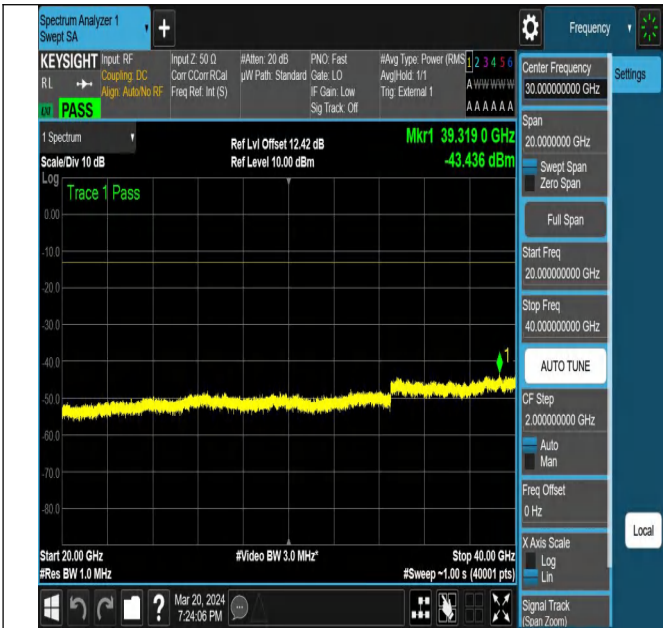 Spectrum Analyzer 1
Swept SA
+
Frequency
KEYSIGHT
RL
PASS
Input: RF
Coupling: DC
Align: Auto/No RF
Input Z: 50 Ω
Corr CCorr RCal
Freq Ref: Int (S)
#Atten: 20 dB
µW Path: Standard
PNO: Fast
Gate: LO
IF Gain: Low
Sig Track: Off
#Avg Type: Power (RMS
Avg|Hold: 1/1
Trig: External 1
1 2 3 4 5 6
A W W W W W
A A A A A A
1 Spectrum
Scale/Div 10 dB
Ref Lvl Offset 12.42 dB
Ref Level 10.00 dBm
Mkr1 39.319 0 GHz
-43.436 dBm
Log
Trace 1 Pass
0.00
-10.0
-20.0
-30.0
-40.0
-50.0
-60.0
-70.0
-80.0
1
Start 20.00 GHz
#Res BW 1.0 MHz
#Video BW 3.0 MHz*
Stop 40.00 GHz
#Sweep ~1.00 s (40001 pts)
Mar 20, 2024
7:24:06 PM
?
Center Frequency
30.000000000 GHz
Settings
Span
20.0000000 GHz
Swept Span
Zero Span
Full Span
Start Freq
20.000000000 GHz
Stop Freq
40.000000000 GHz
AUTO TUNE
CF Step
2.000000000 GHz
Auto
Man
Freq Offset
0 Hz
X Axis Scale
Log
Lin
Local
Signal Track
(Span Zoom)